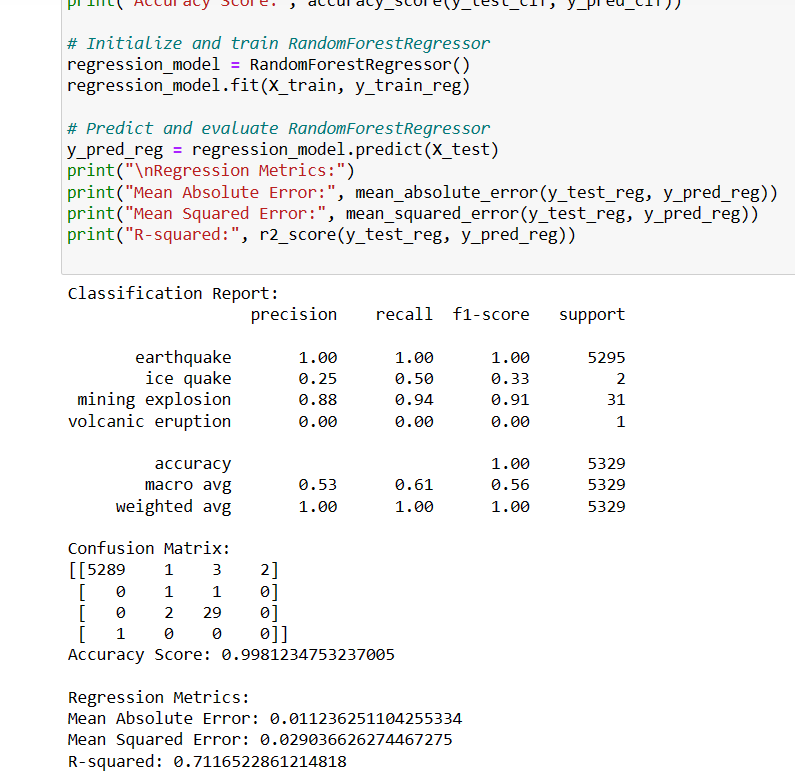 print("Accuracy Score:", accuracy_score(y_test_clf, y_pred_clf))
# Initialize and train RandomForestRegressor
regression_model = RandomForestRegressor()
regression_model.fit(X_train, y_train_reg)
# Predict and evaluate RandomForestRegressor
y_pred_reg = regression_model.predict(X_test)
print("\nRegression Metrics:")
print("Mean Absolute Error:", mean_absolute_error(y_test_reg, y_pred_reg))
print("Mean Squared Error:", mean_squared_error(y_test_reg, y_pred_reg))
print("R-squared:", r2_score(y_test_reg, y_pred_reg))
Classification Report:
precision recall f1-score support
earthquake 1.00 1.00 1.00 5295
ice quake 0.25 0.50 0.33 2
mining explosion 0.88 0.94 0.91 31
volcanic eruption 0.00 0.00 0.00 1
accuracy 1.00 5329
macro avg 0.53 0.61 0.56 5329
weighted avg 1.00 1.00 1.00 5329
Confusion Matrix:
[[5289 1 3 2]
[ 0 1 1 0]
[ 0 2 29 0]
[ 1 0 0 0]]
Accuracy Score: 0.9981234753237005
Regression Metrics:
Mean Absolute Error: 0.011236251104255334
Mean Squared Error: 0.029036626274467275
R-squared: 0.7116522861214818